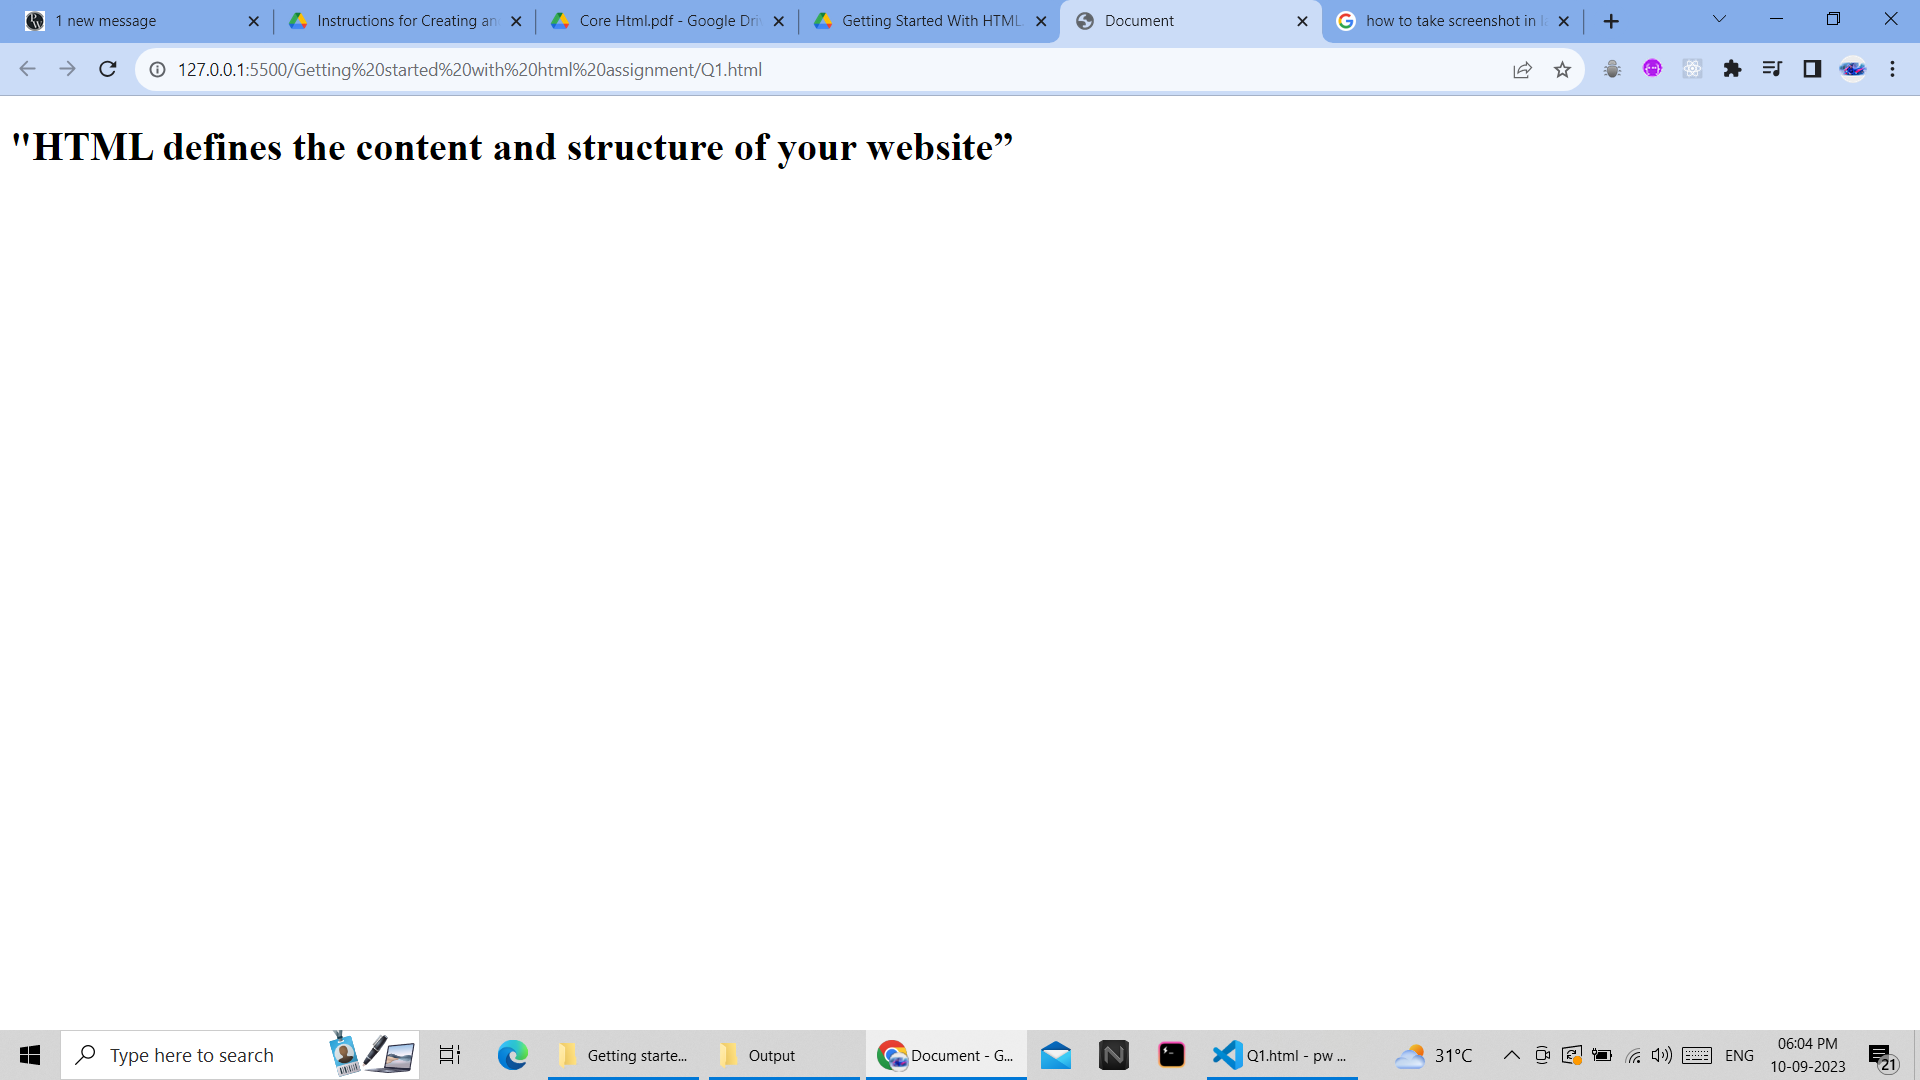 1 new message
Instructions for Creating an
Core Html.pdf - Google Dri
Getting Started With HTML.
Document
how to take screenshot in la
127.0.0.1:5500/Getting%20started%20with%20html%20assignment/Q1.html
"HTML defines the content and structure of your website”
Type here to search
Getting starte...
Output
Document - G...
Q1.html - pw ...
31°C
ENG
06:04 PM
10-09-2023
21